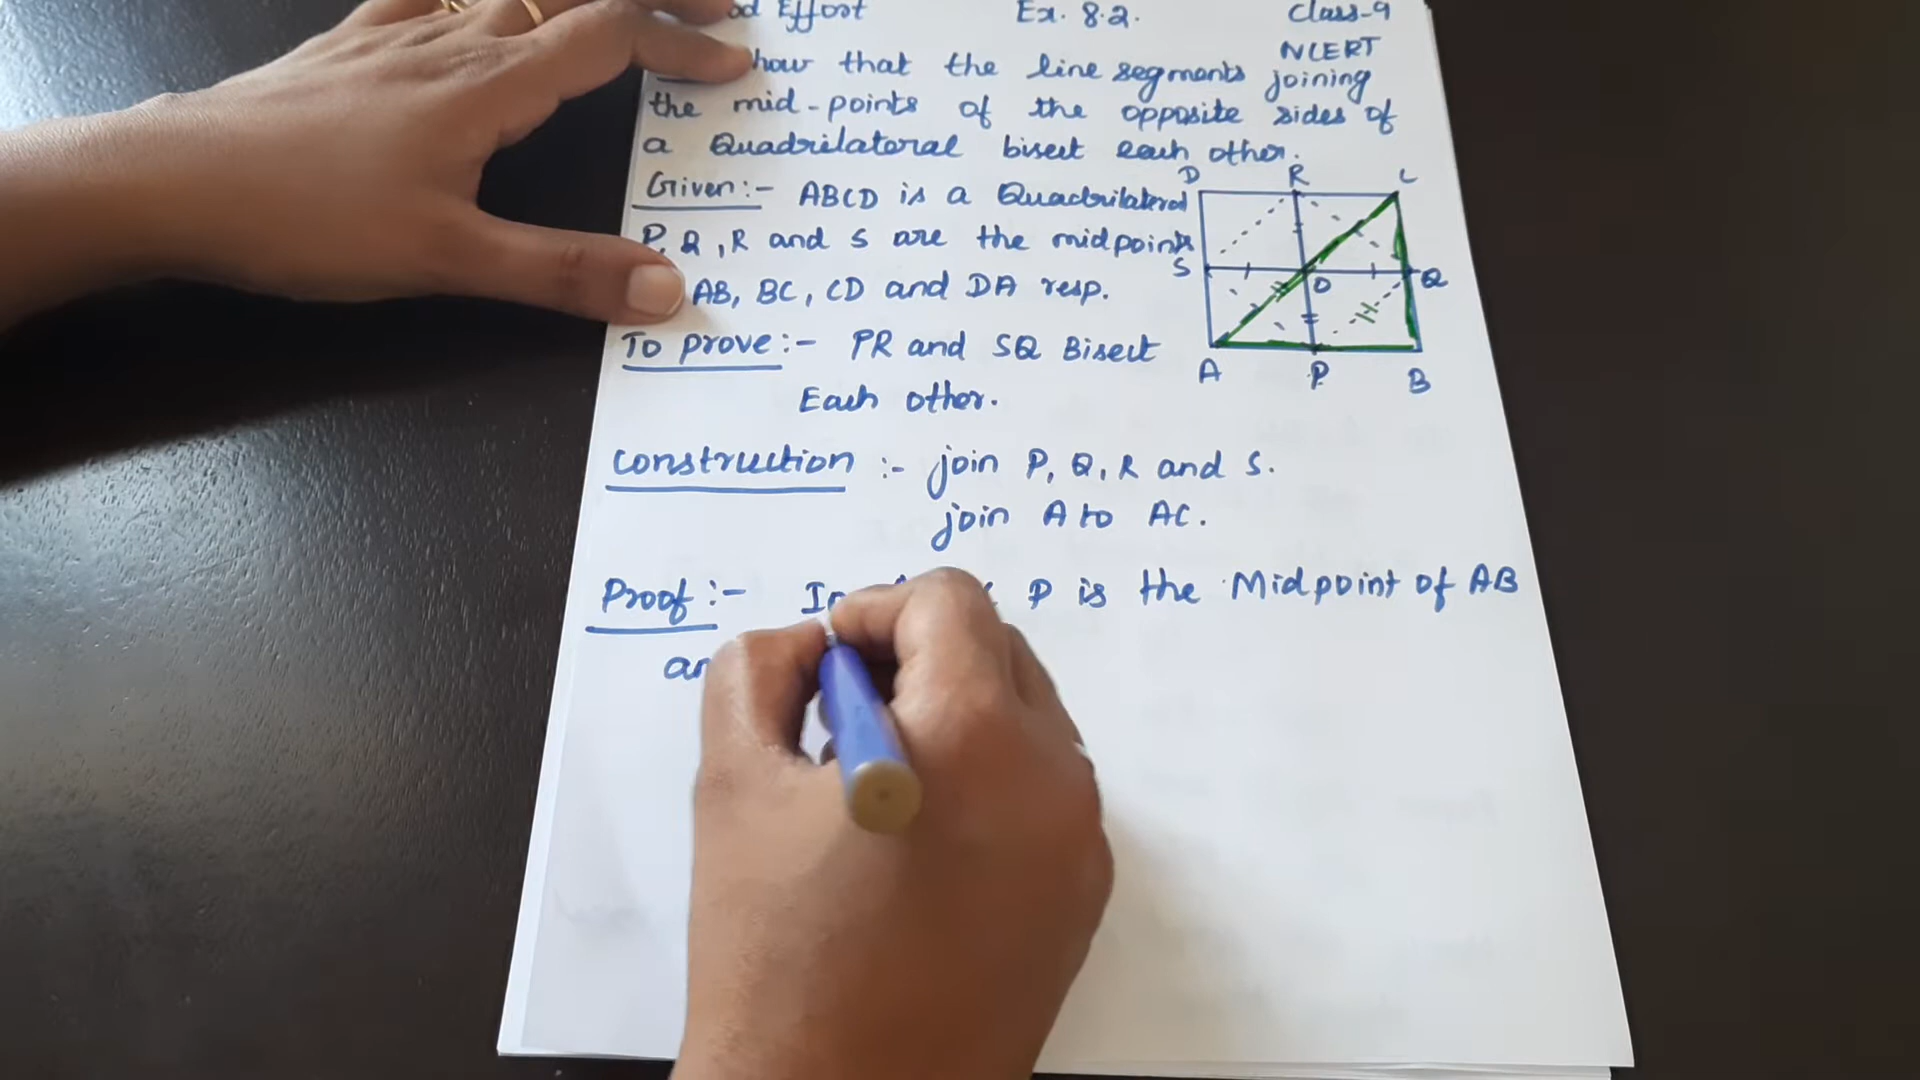 Effort Ex. 8.2. Class-9
NCERT
how that the line segments joining
the mid-points of the opposite sides of
a Quadrilateral bisect each other.
Given:- ABCD is a Quadrilateral
P, Q, R and S are the midpoints
AB, BC, CD and DA resp.
To prove:- PR and SQ Bisect
Each other.
D R C
S O Q
A P B
Construction :- join P, Q, R and S.
join A to AC.
Proof:- In P is the Midpoint of AB